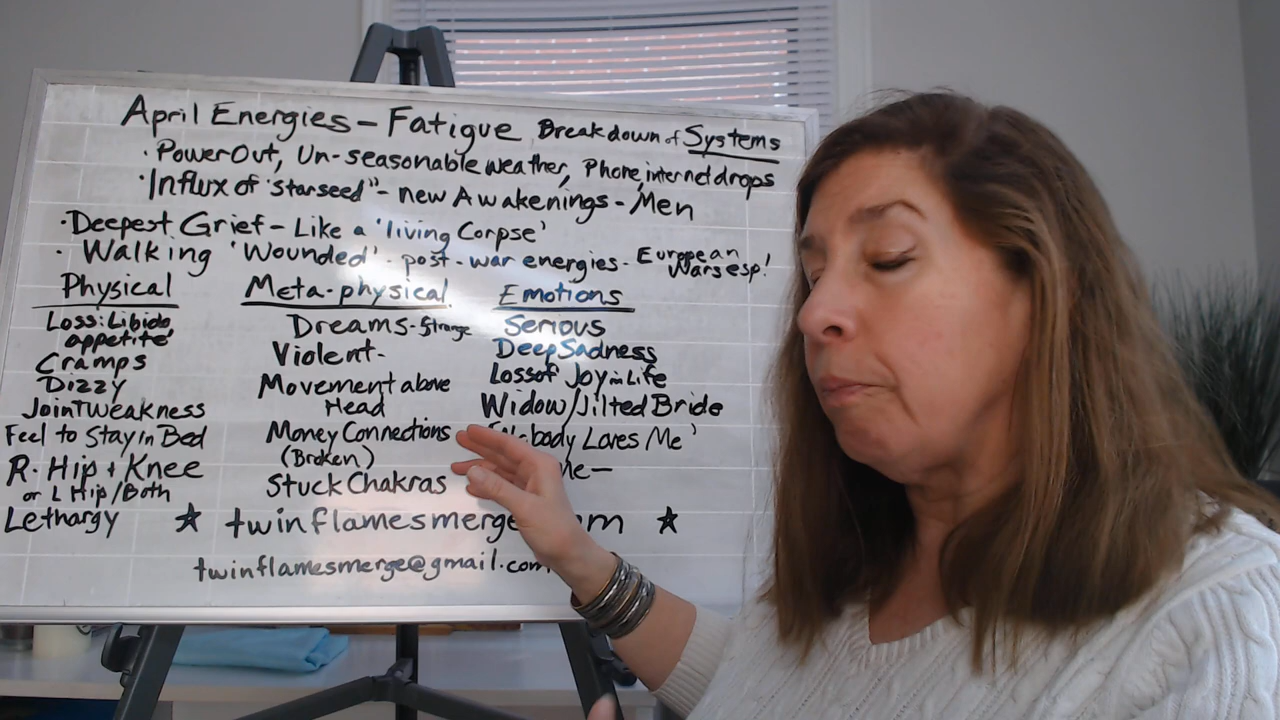 April Energies - Fatigue Breakdown of Systems
· Power Out, Un-seasonable weather, Phone, internet drops
· Influx of "starseed" - new Awakenings - Men
· Deepest Grief - Like a 'living Corpse'
· Walking 'Wounded' - post-war energies - European Wars esp!
Physical
Loss: Libido,
appetite
Cramps
Dizzy
Joint Weakness
Feel to Stay In Bed
R. Hip + Knee
or L Hip/Both
Lethargy
Meta-physical
Dreams - Strange
Violent -
Movement above
Head
Money Connections
(Broken)
Stuck Chakras
Emotions
Serious
Deep Sadness
Loss of Joy in Life
Widow/Jilted Bride
Loves Me'
☆ twinflamesmerge ☆
twinflamesmerge@gmail.com